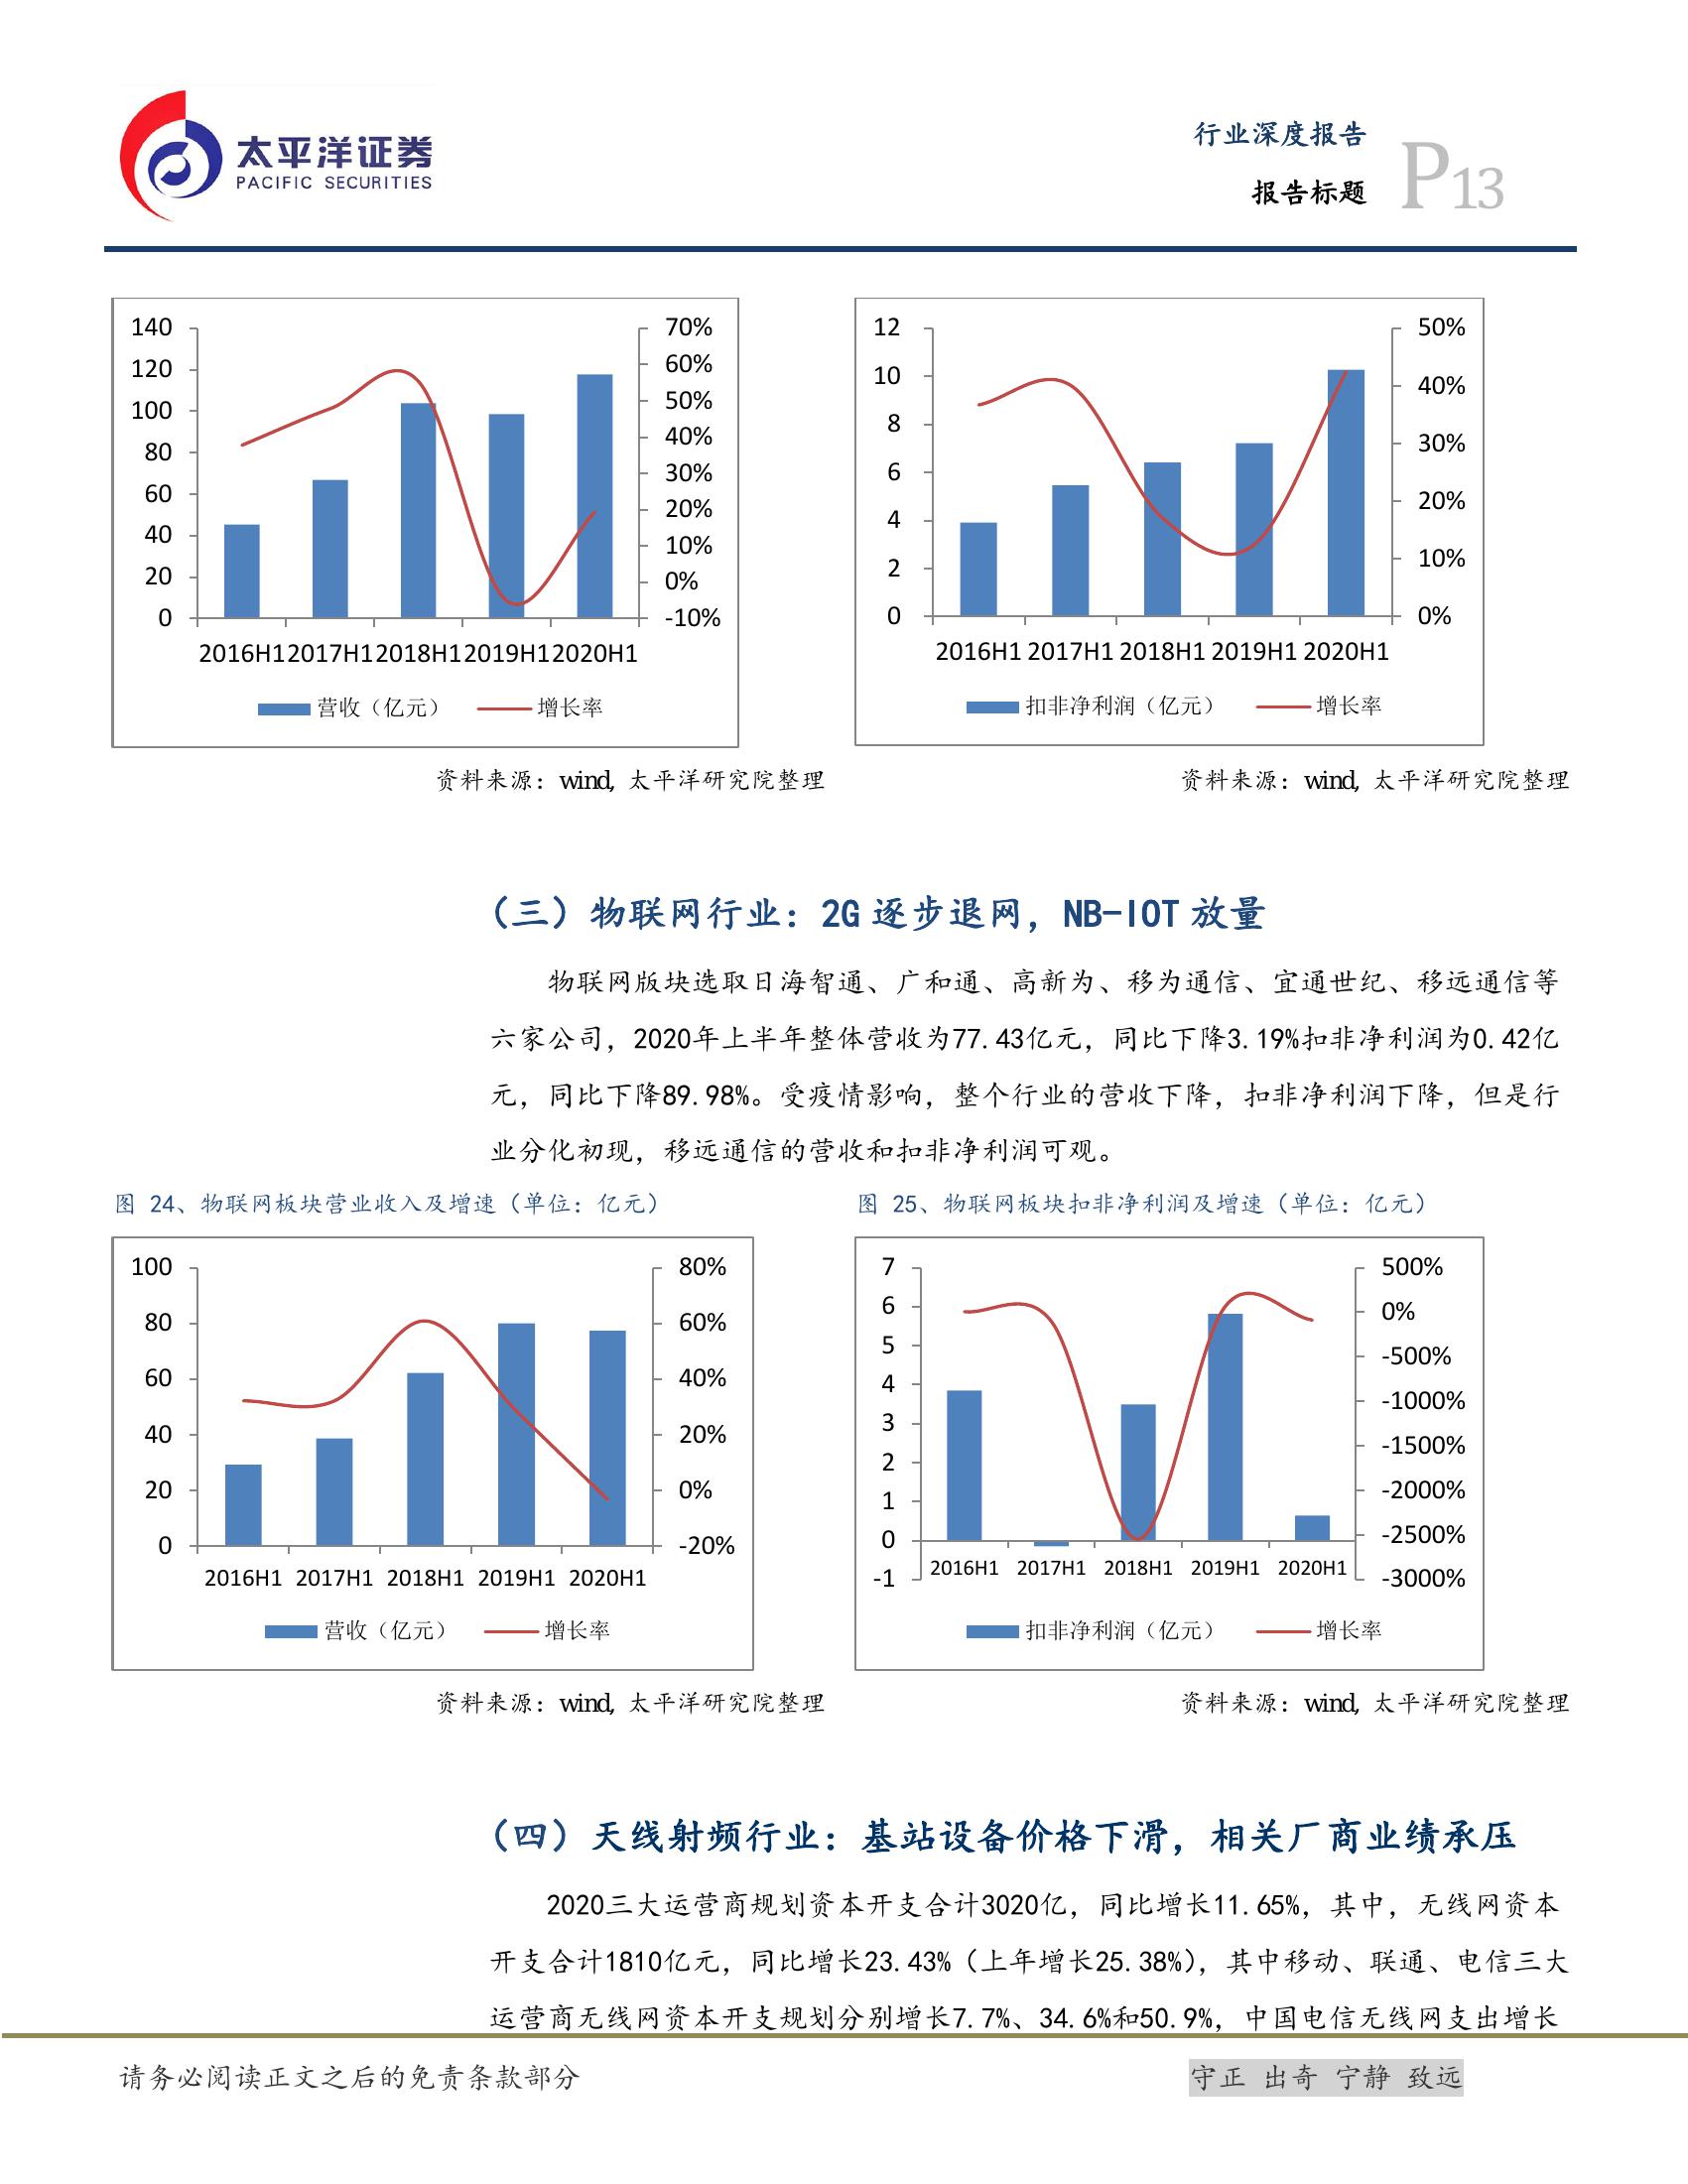 太平洋证券
PACIFIC SECURITIES
行业深度报告
报告标题
P13
140
120
100
80
60
40
20
0
70%
60%
50%
40%
30%
20%
10%
0%
-10%
2016H1 2017H1 2018H1 2019H1 2020H1
营收（亿元） 增长率
12
10
8
6
4
2
0
50%
40%
30%
20%
10%
0%
2016H1 2017H1 2018H1 2019H1 2020H1
扣非净利润（亿元） 增长率
资料来源：wind, 太平洋研究院整理
资料来源：wind, 太平洋研究院整理
（三）物联网行业：2G 逐步退网，NB-IOT 放量
物联网版块选取日海智通、广和通、高新为、移为通信、宜通世纪、移远通信等
六家公司，2020年上半年整体营收为77.43亿元，同比下降3.19%扣非净利润为0.42亿
元，同比下降89.98%。受疫情影响，整个行业的营收下降，扣非净利润下降，但是行
业分化初现，移远通信的营收和扣非净利润可观。
图 24、物联网板块营业收入及增速（单位：亿元）
图 25、物联网板块扣非净利润及增速（单位：亿元）
100
80
60
40
20
0
80%
60%
40%
20%
0%
-20%
2016H1 2017H1 2018H1 2019H1 2020H1
营收（亿元） 增长率
7
6
5
4
3
2
1
0
-1
500%
0%
-500%
-1000%
-1500%
-2000%
-2500%
-3000%
2016H1 2017H1 2018H1 2019H1 2020H1
扣非净利润（亿元） 增长率
资料来源：wind, 太平洋研究院整理
资料来源：wind, 太平洋研究院整理
（四）天线射频行业：基站设备价格下滑，相关厂商业绩承压
2020三大运营商规划资本开支合计3020亿，同比增长11.65%，其中，无线网资本
开支合计1810亿元，同比增长23.43%（上年增长25.38%），其中移动、联通、电信三大
运营商无线网资本开支规划分别增长7.7%、34.6%和50.9%，中国电信无线网支出增长
请务必阅读正文之后的免责条款部分
守正 出奇 宁静 致远